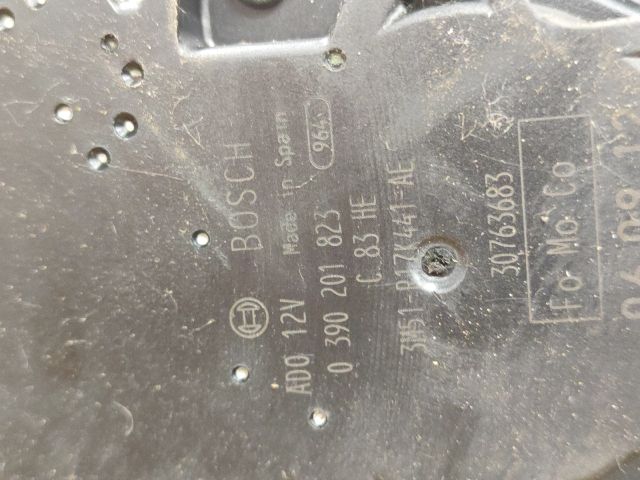 BOSCH
ADO 12V Made in Spain
0 390 201 823 964
C 83 HE
3M51-R17K441-AE
30763683
Fo Mo Co